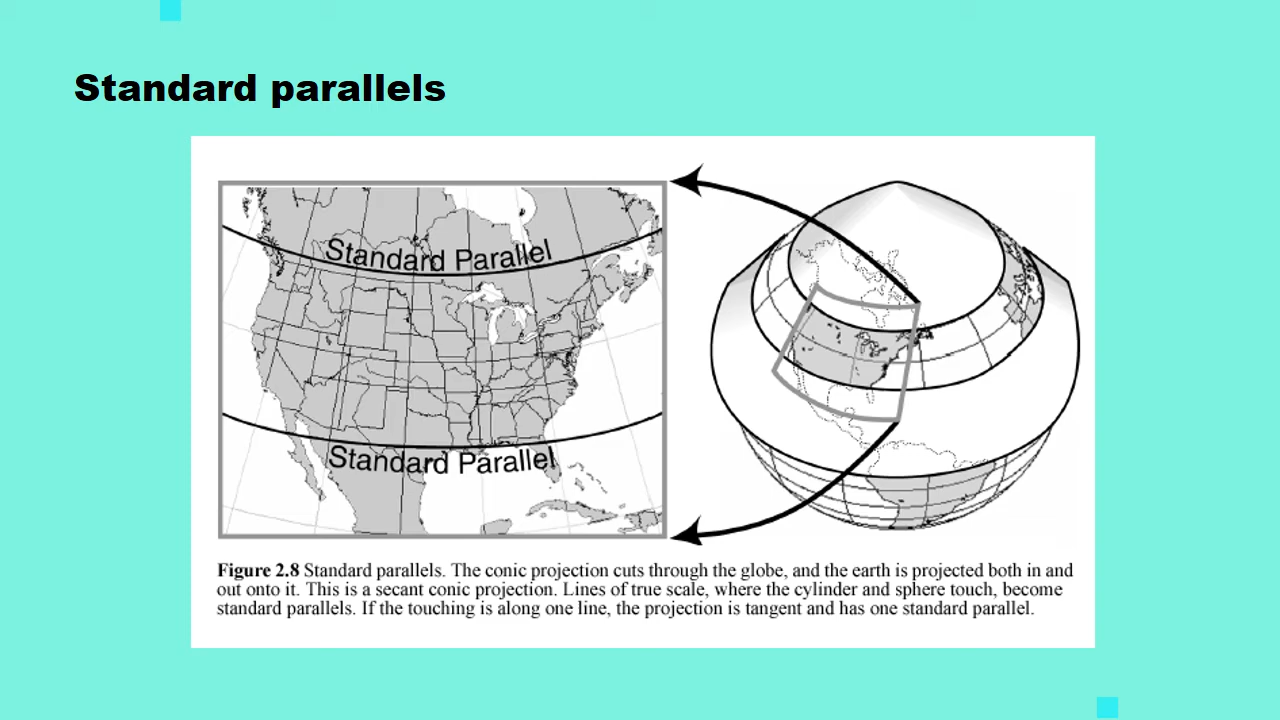 Standard parallels
Standard Parallel
Standard Parallel
Figure 2.8 Standard parallels. The conic projection cuts through the globe, and the earth is projected both in and
out onto it. This is a secant conic projection. Lines of true scale, where the cylinder and sphere touch, become
standard parallels. If the touching is along one line, the projection is tangent and has one standard parallel.